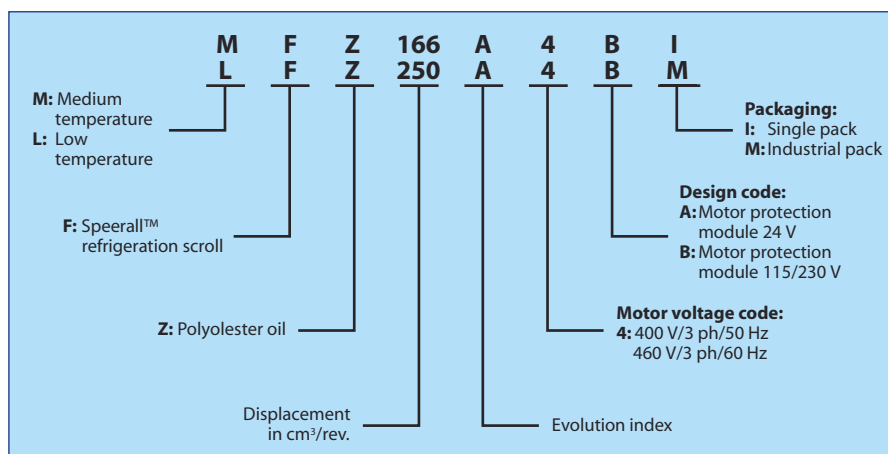 M F Z 166 A 4 B I
L F Z 250 A 4 B M
M: Medium
temperature
L: Low
temperature
Packaging:
I: Single pack
M: Industrial pack
Design code:
A: Motor protection
module 24 V
B: Motor protection
module 115/230 V
F: Speerall™
refrigeration scroll
Z: Polyolester oil
Motor voltage code:
4: 400 V/3 ph/50 Hz
460 V/3 ph/60 Hz
Displacement
in cm³/rev.
Evolution index